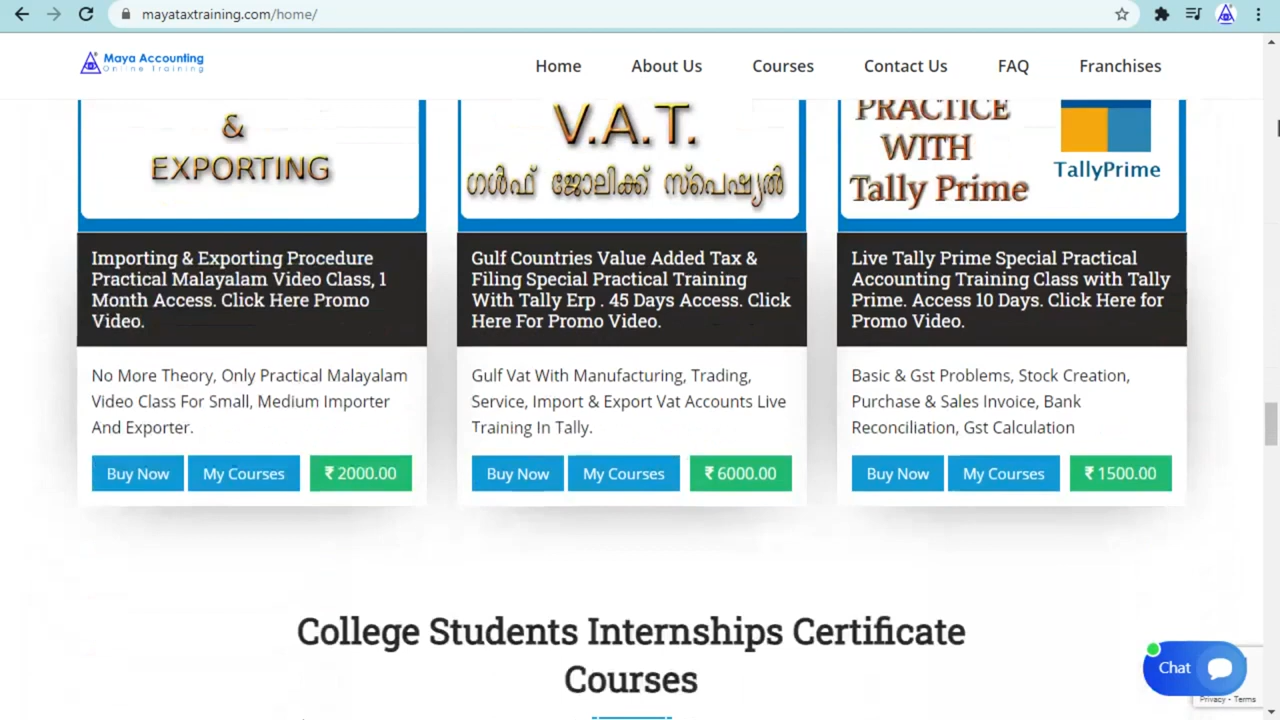 mayataxtraining.com/home/
Maya Accounting
Online Training
Home
About Us
Courses
Contact Us
FAQ
Franchises
&
EXPORTING
V.A.T.
ഗൾഫ് ജോലിക്ക് സ്പെഷ്യൽ
PRACTICE
WITH
Tally Prime
TallyPrime
Importing & Exporting Procedure
Practical Malayalam Video Class, 1
Month Access. Click Here Promo
Video.
No More Theory, Only Practical Malayalam
Video Class For Small, Medium Importer
And Exporter.
Buy Now
My Courses
₹ 2000.00
Gulf Countries Value Added Tax &
Filing Special Practical Training
With Tally Erp . 45 Days Access. Click
Here For Promo Video.
Gulf Vat With Manufacturing, Trading,
Service, Import & Export Vat Accounts Live
Training In Tally.
Buy Now
My Courses
₹ 6000.00
Live Tally Prime Special Practical
Accounting Training Class with Tally
Prime. Access 10 Days. Click Here for
Promo Video.
Basic & Gst Problems, Stock Creation,
Purchase & Sales Invoice, Bank
Reconciliation, Gst Calculation
Buy Now
My Courses
₹ 1500.00
College Students Internships Certificate
Courses
Chat
Privacy - Terms